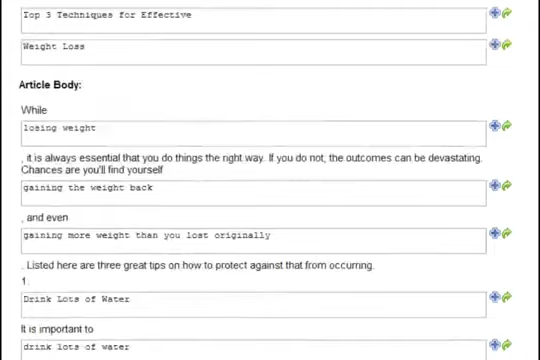 Top 3 Techniques for Effective
Weight Loss
Article Body:
While
losing weight
, it is always essential that you do things the right way. If you do not, the outcomes can be devastating.
Chances are you'll find yourself
gaining the weight back
, and even
gaining more weight than you lost originally
. Listed here are three great tips on how to protect against that from occurring.
1.
Drink Lots of Water
It is important to
drink lots of water